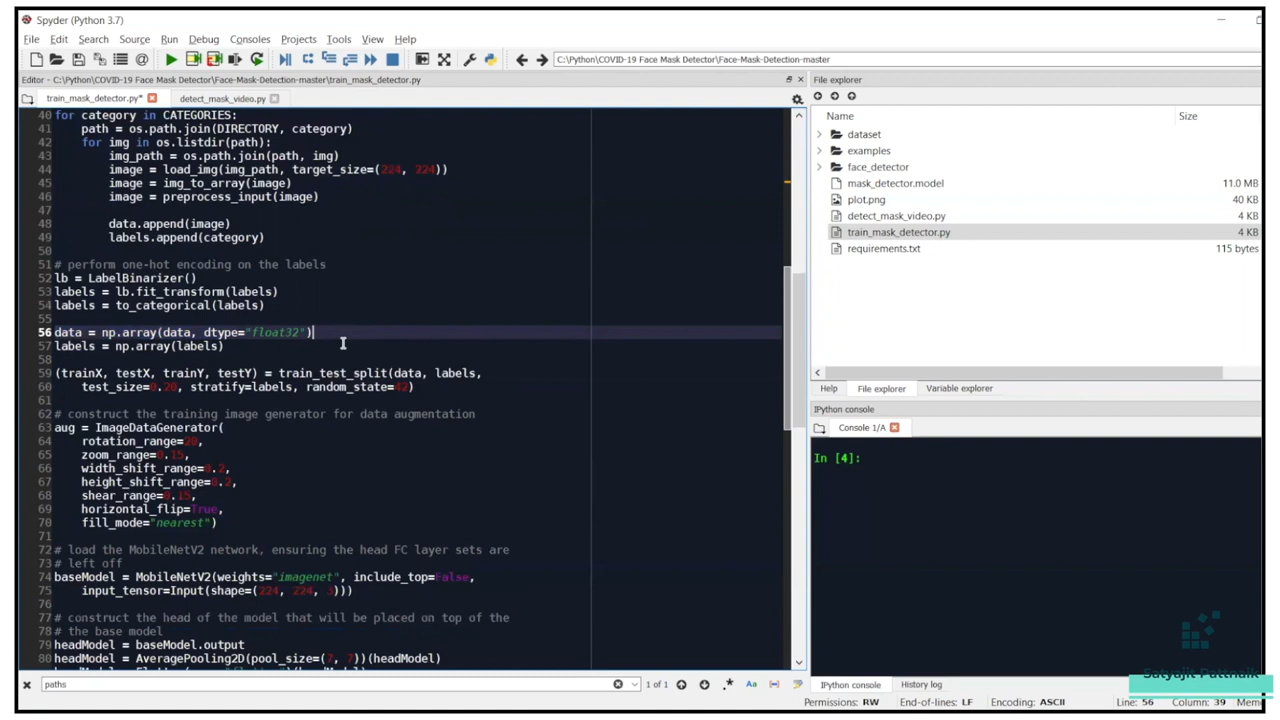 Spyder (Python 3.7)
File Edit Search Source Run Debug Consoles Projects Tools View Help
C:\Python\COVID-19 Face Mask Detector\Face-Mask-Detection-master
Editor - C:\Python\COVID-19 Face Mask Detector\Face-Mask-Detection-master\train_mask_detector.py
train_mask_detector.py* detect_mask_video.py
40 for category in CATEGORIES:
41     path = os.path.join(DIRECTORY, category)
42     for img in os.listdir(path):
43         img_path = os.path.join(path, img)
44         image = load_img(img_path, target_size=(224, 224))
45         image = img_to_array(image)
46         image = preprocess_input(image)
47
48         data.append(image)
49         labels.append(category)
50
51 # perform one-hot encoding on the labels
52 lb = LabelBinarizer()
53 labels = lb.fit_transform(labels)
54 labels = to_categorical(labels)
55
56 data = np.array(data, dtype="float32")
57 labels = np.array(labels)
58
59 (trainX, testX, trainY, testY) = train_test_split(data, labels,
60     test_size=0.20, stratify=labels, random_state=42)
61
62 # construct the training image generator for data augmentation
63 aug = ImageDataGenerator(
64     rotation_range=20,
65     zoom_range=0.15,
66     width_shift_range=0.2,
67     height_shift_range=0.2,
68     shear_range=0.15,
69     horizontal_flip=True,
70     fill_mode="nearest")
71
72 # load the MobileNetV2 network, ensuring the head FC layer sets are
73 # left off
74 baseModel = MobileNetV2(weights="imagenet", include_top=False,
75     input_tensor=Input(shape=(224, 224, 3)))
76
77 # construct the head of the model that will be placed on top of the
78 # the base model
79 headModel = baseModel.output
80 headModel = AveragePooling2D(pool_size=(7, 7))(headModel)
paths
1 of 1
File explorer
Name Size
dataset
examples
face_detector
mask_detector.model 11.0 MB
plot.png 40 KB
detect_mask_video.py 4 KB
train_mask_detector.py 4 KB
requirements.txt 115 bytes
Help File explorer Variable explorer
IPython console
Console 1/A
In [4]:
Satyajit Pattnaik
IPython console History log
Permissions: RW End-of-lines: LF Encoding: ASCII Line: 56 Column: 39